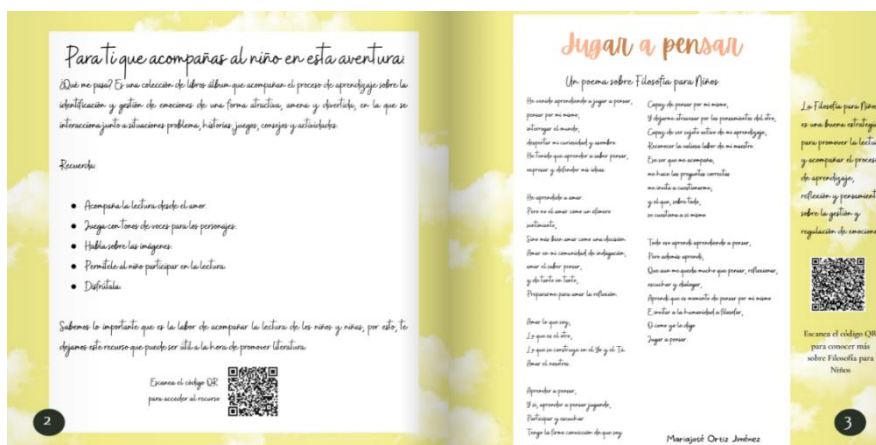 Para ti que acompañas al niño en esta aventura:
¿Qué me pasa? Es una colección de libros álbum que acompañan el proceso de aprendizaje sobre la
identificación y gestión de emociones de una forma atractiva, amena y divertida, en la que se
interacciona junto a situaciones problema, historias, juegos, consejos y actividades.
Recuerda:
• Acompaña la lectura desde el amor.
• Juega con tonos de voces para los personajes.
• Habla sobre las imágenes.
• Permítele al niño participar en la lectura.
• Disfrútala.
Sabemos lo importante que es la labor de acompañar la lectura de los niños y niñas, por esto, te
dejamos este recurso que puede ser útil a la hora de promover literatura.
Escanea el código QR
para acceder al recurso
2
Jugar a pensar
Un poema sobre Filosofía para Niños
He venido aprendiendo a jugar a pensar,
pensar por mi mismo,
interrogar el mundo,
despertar mi curiosidad y asombro.
He tenido que aprender a saber pensar,
expresar y defender mis ideas.
He aprendido a amar.
Pero no el amar como un efímero
sentimiento,
Sino más bien amar como una decisión.
Amar en mi comunidad de indagación,
amar el saber pensar,
y de tanto en tanto,
Prepararme para amar la reflexión.
Amar lo que soy,
Lo que es el otro,
Lo que se construye en el Yo y el Tú.
Amar el nosotros.
Aprender a pensar,
Y sí, aprender a pensar jugando,
Participar y escuchar
Tengo la firme convicción de que soy
Capaz de pensar por mi mismo,
Y dejarme atravesar por los pensamientos del otro,
Capaz de ser sujeto activo de mi aprendizaje,
Reconocer la valiosa labor de mi maestro
Ese ser que me acompaña,
me hace las preguntas correctas
me invita a cuestionarme,
y el que, sobre todo,
se cuestiona a sí mismo
Todo eso aprendí aprendiendo a pensar,
Pero además aprendí,
Que aún me queda mucho que pensar, reflexionar,
escuchar y dialogar,
Aprendí que es momento de pensar por mi mismo
E invitar a la humanidad a filosofar,
O como yo le digo
Jugar a pensar.
Mariajosé Ortiz Jiménez
La Filosofía para Niños
es una buena estrategia
para promover la lectura
y acompañar el proceso
de aprendizaje,
reflexión y pensamiento
sobre la gestión y
regulación de emociones
Escanea el código QR
para conocer más
sobre Filosofía para
Niños
3